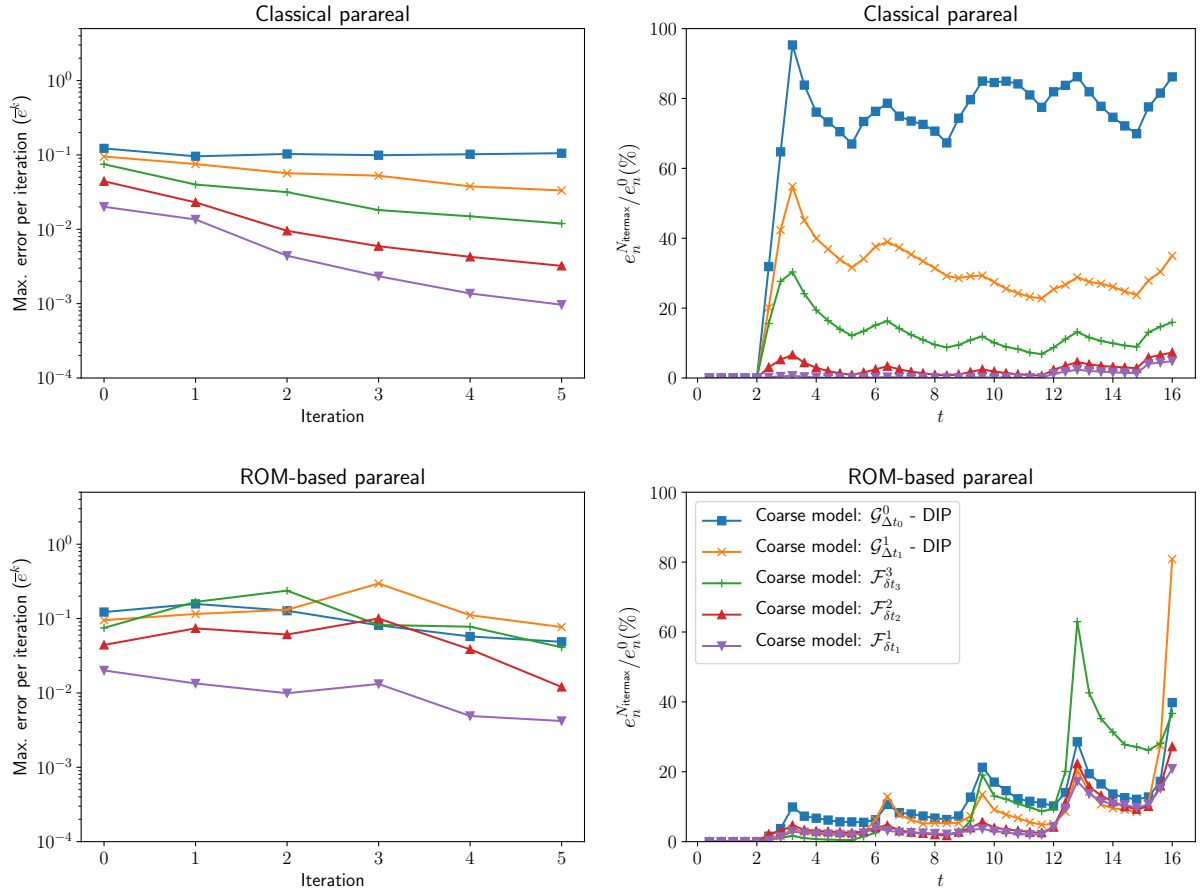 Classical parareal
Max. error per iteration (e̅ᵏ)
10⁰
10⁻¹
10⁻²
10⁻³
10⁻⁴
0 1 2 3 4 5
Iteration
Classical parareal
e_n^{N_itermax}/e_n^0(%)
100
80
60
40
20
0
0 2 4 6 8 10 12 14 16
t
ROM-based parareal
Max. error per iteration (e̅ᵏ)
10⁰
10⁻¹
10⁻²
10⁻³
10⁻⁴
0 1 2 3 4 5
Iteration
ROM-based parareal
e_n^{N_itermax}/e_n^0(%)
100
80
60
40
20
0
Coarse model: 𝒢^0_{Δt_0} - DIP
Coarse model: 𝒢^1_{Δt_1} - DIP
Coarse model: ℱ^3_{δt_3}
Coarse model: ℱ^2_{δt_2}
Coarse model: ℱ^1_{δt_1}
0 2 4 6 8 10 12 14 16
t